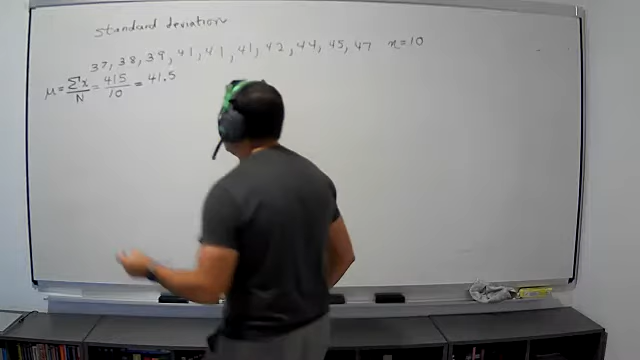 standard deviation
37, 38, 39, 41, 41, 41, 42, 44, 45, 47 n=10
μ = Σx/N = 415/10 = 41.5